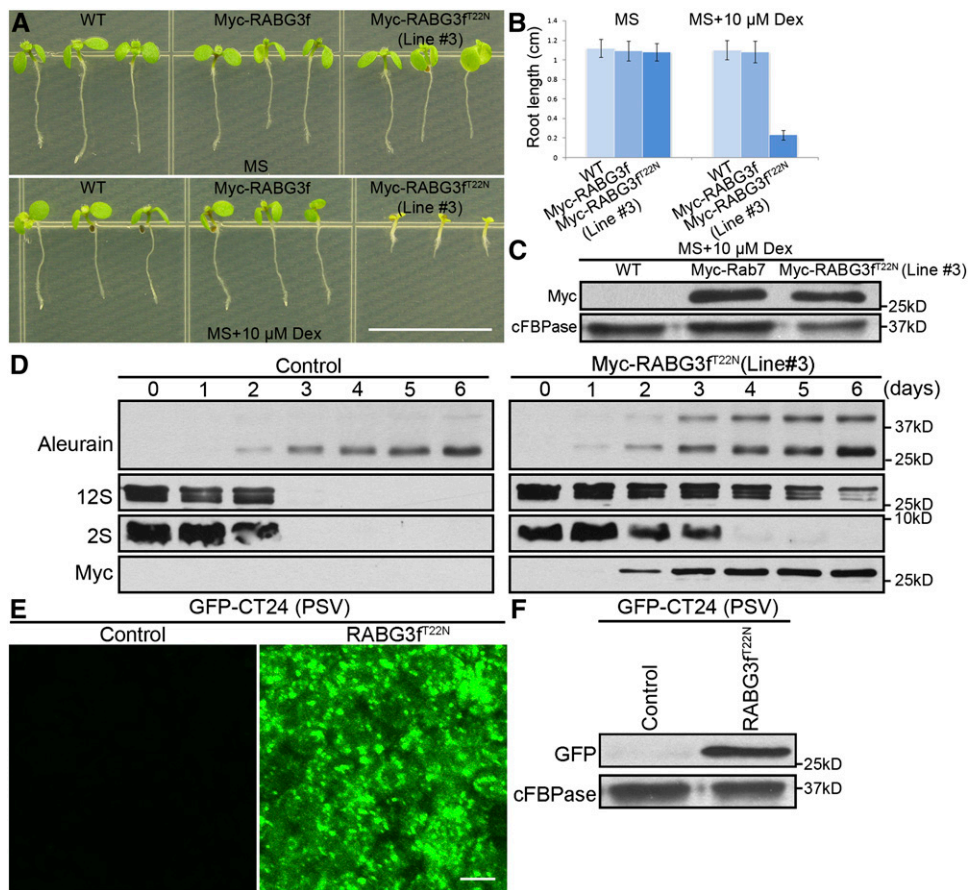 A
WT Myc-RABG3f Myc-RABG3fT22N
(Line #3)
MS
WT Myc-RABG3f Myc-RABG3fT22N
(Line #3)
MS+10 μM Dex
B
MS MS+10 μM Dex
Root length (cm)
1.4
1.2
1
0.8
0.6
0.4
0.2
0
WT
Myc-RABG3f
Myc-RABG3fT22N
(Line #3)
WT
Myc-RABG3f
Myc-RABG3fT22N
(Line #3)
C
MS+10 μM Dex
WT Myc-Rab7 Myc-RABG3fT22N (Line #3)
Myc
25kD
cFBPase 37kD
D
Control Myc-RABG3fT22N(Line#3)
0 1 2 3 4 5 6 0 1 2 3 4 5 6 (days)
Aleurain
37kD
25kD
12S
25kD
2S
10kD
Myc
25kD
E
GFP-CT24 (PSV)
Control RABG3fT22N
F
GFP-CT24 (PSV)
Control
RABG3fT22N
GFP
25kD
cFBPase 37kD